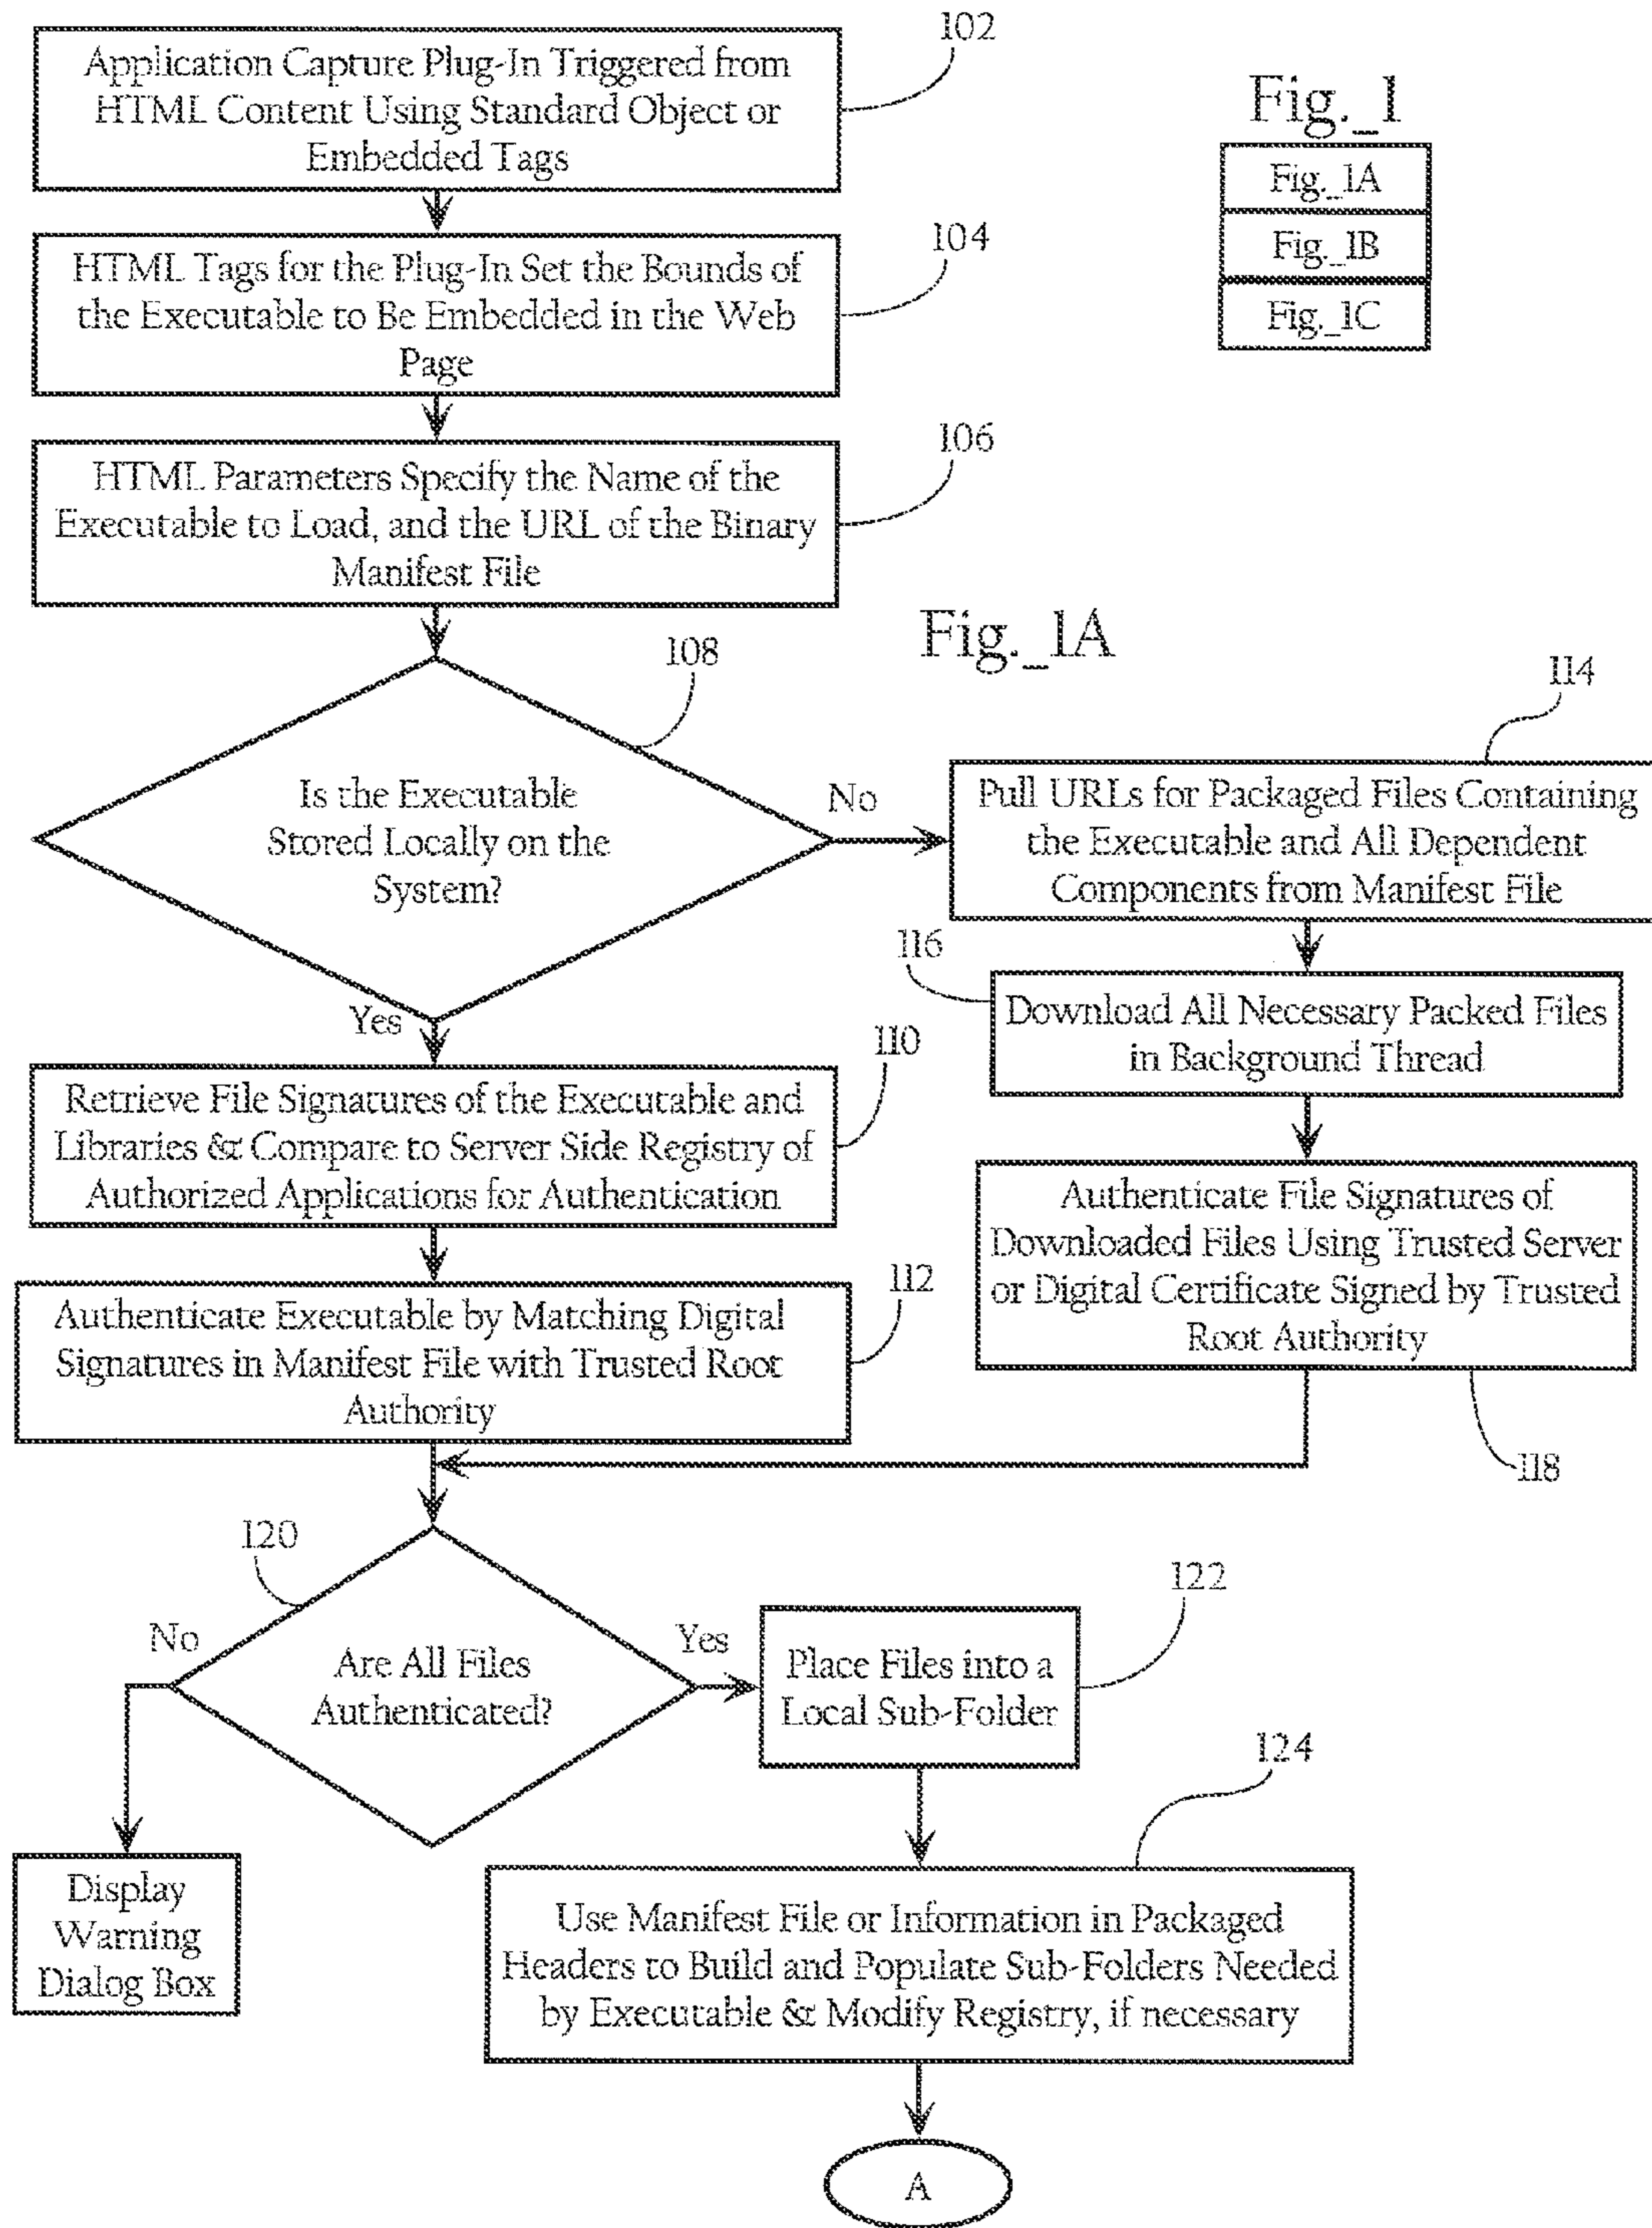 102
Application Capture Plug-In Triggered from
HTML Content Using Standard Object or
Embedded Tags
Fig._1
Fig._1A
Fig._1B
Fig._1C
104
HTML Tags for the Plug-In Set the Bounds of
the Executable to Be Embedded in the Web
Page
106
HTML Parameters Specify the Name of the
Executable to Load, and the URL of the Binary
Manifest File
Fig._1A
108
Is the Executable
Stored Locally on the
System?
No
Yes
114
Pull URLs for Packaged Files Containing
the Executable and All Dependent
Components from Manifest File
116
Download All Necessary Packed Files
in Background Thread
110
Retrieve File Signatures of the Executable and
Libraries & Compare to Server Side Registry of
Authorized Applications for Authentication
Authenticate File Signatures of
Downloaded Files Using Trusted Server
or Digital Certificate Signed by Trusted
Root Authority
118
112
Authenticate Executable by Matching Digital
Signatures in Manifest File with Trusted Root
Authority
120
Are All Files
Authenticated?
No
Yes
122
Place Files into a
Local Sub-Folder
Display
Warning
Dialog Box
124
Use Manifest File or Information in Packaged
Headers to Build and Populate Sub-Folders Needed
by Executable & Modify Registry, if necessary
A